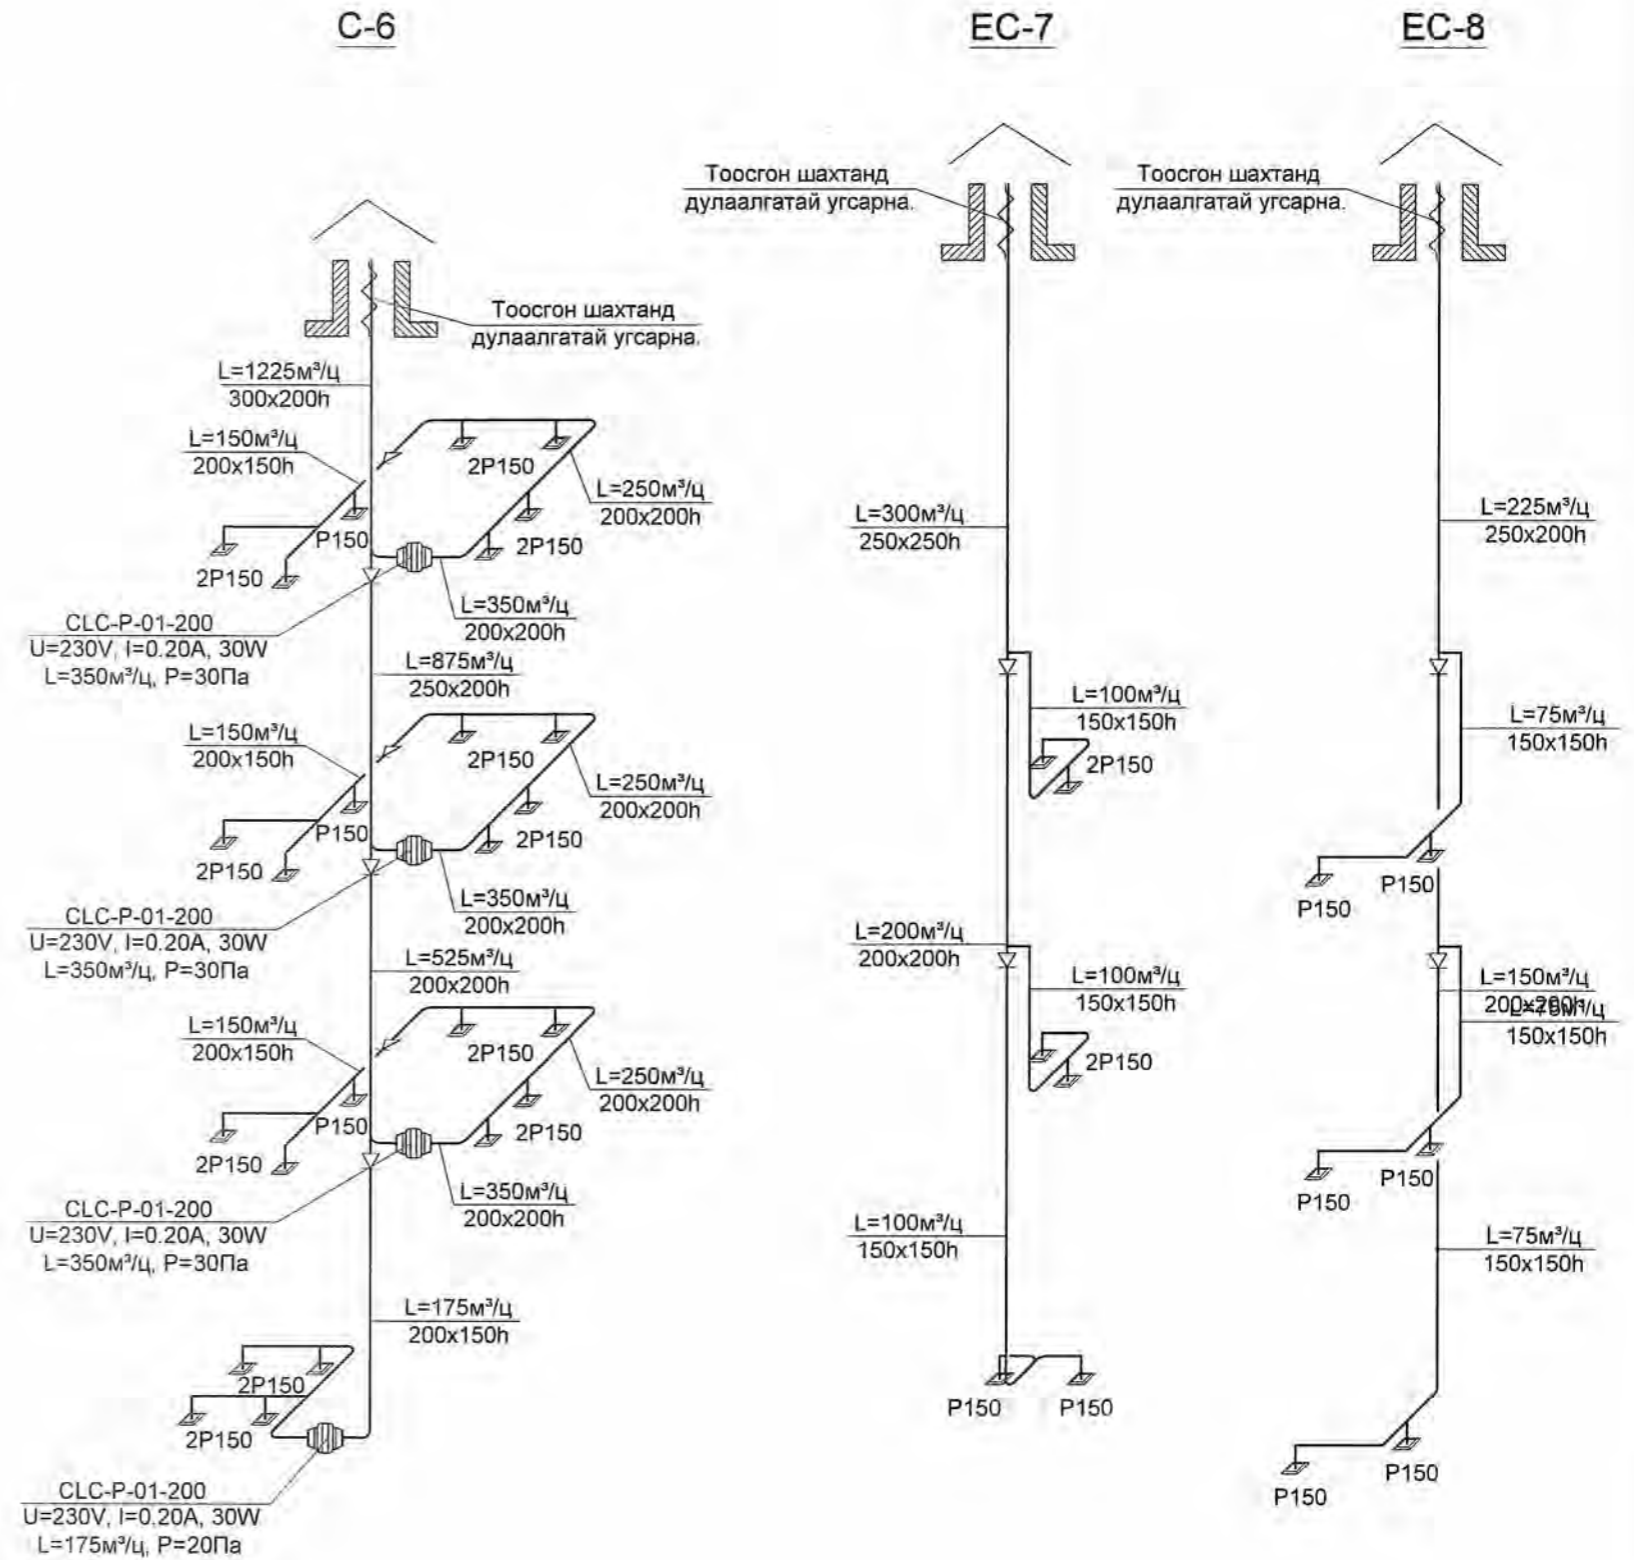 С-6
L=1225м³/ц
300x200h
Тоосгон шахтанд
дулаалгатай угсарна.
L=150м³/ц
200x150h
2P150
L=250м³/ц
200x200h
P150
2P150
2P150
L=350м³/ц
200x200h
CLC-P-01-200
U=230V, I=0.20A, 30W
L=350м³/ц, P=30Па
L=875м³/ц
250x200h
L=150м³/ц
200x150h
2P150
L=250м³/ц
200x200h
P150
2P150
2P150
L=350м³/ц
200x200h
CLC-P-01-200
U=230V, I=0.20A, 30W
L=350м³/ц, P=30Па
L=525м³/ц
200x200h
L=150м³/ц
200x150h
2P150
L=250м³/ц
200x200h
P150
2P150
2P150
L=350м³/ц
200x200h
CLC-P-01-200
U=230V, I=0.20A, 30W
L=350м³/ц, P=30Па
L=175м³/ц
200x150h
2P150
2P150
CLC-P-01-200
U=230V, I=0.20A, 30W
L=175м³/ц, P=20Па
ЕС-7
Тоосгон шахтанд
дулаалгатай угсарна.
L=300м³/ц
250x250h
L=100м³/ц
150x150h
2P150
L=200м³/ц
200x200h
L=100м³/ц
150x150h
2P150
L=100м³/ц
150x150h
P150
P150
ЕС-8
Тоосгон шахтанд
дулаалгатай угсарна.
L=225м³/ц
250x200h
L=75м³/ц
150x150h
P150
P150
L=150м³/ц
200x200h
L=75м³/ц
150x150h
P150
P150
L=75м³/ц
150x150h
P150
P150